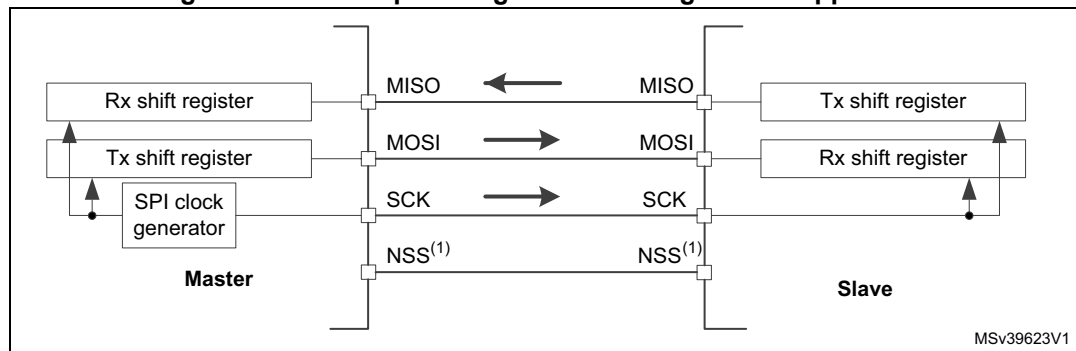 MISO MISO
Rx shift register Tx shift register
MOSI MOSI
Tx shift register Rx shift register
SPI clock
generator
SCK SCK
NSS(1) NSS(1)
Master Slave
MSv39623V1